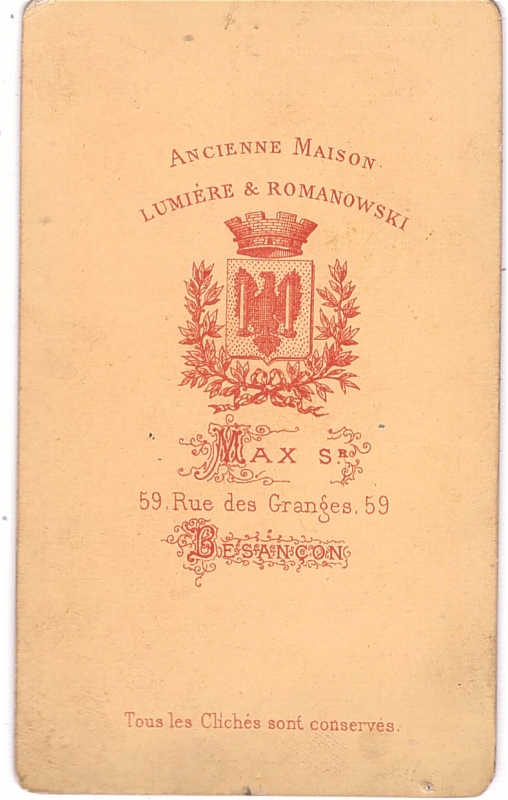 ANCIENNE MAISON
LUMIÈRE & ROMANOWSKI
MAX SR
59, Rue des Granges, 59
BESANÇON
Tous les Clichés sont conservés.